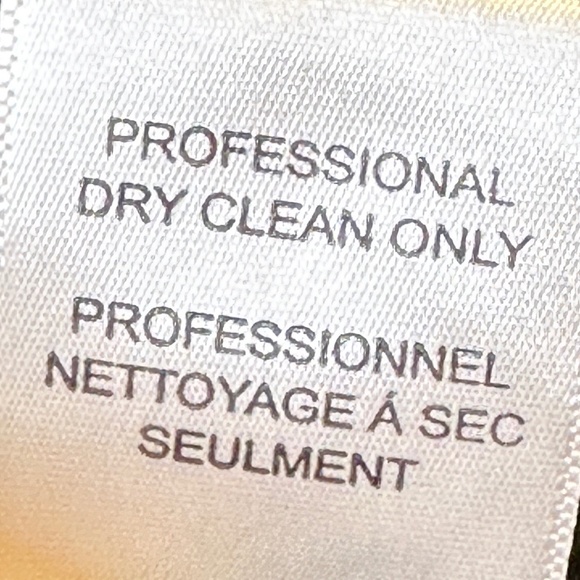 PROFESSIONAL
DRY CLEAN ONLY
PROFESSIONNEL
NETTOYAGE Á SEC
SEULMENT